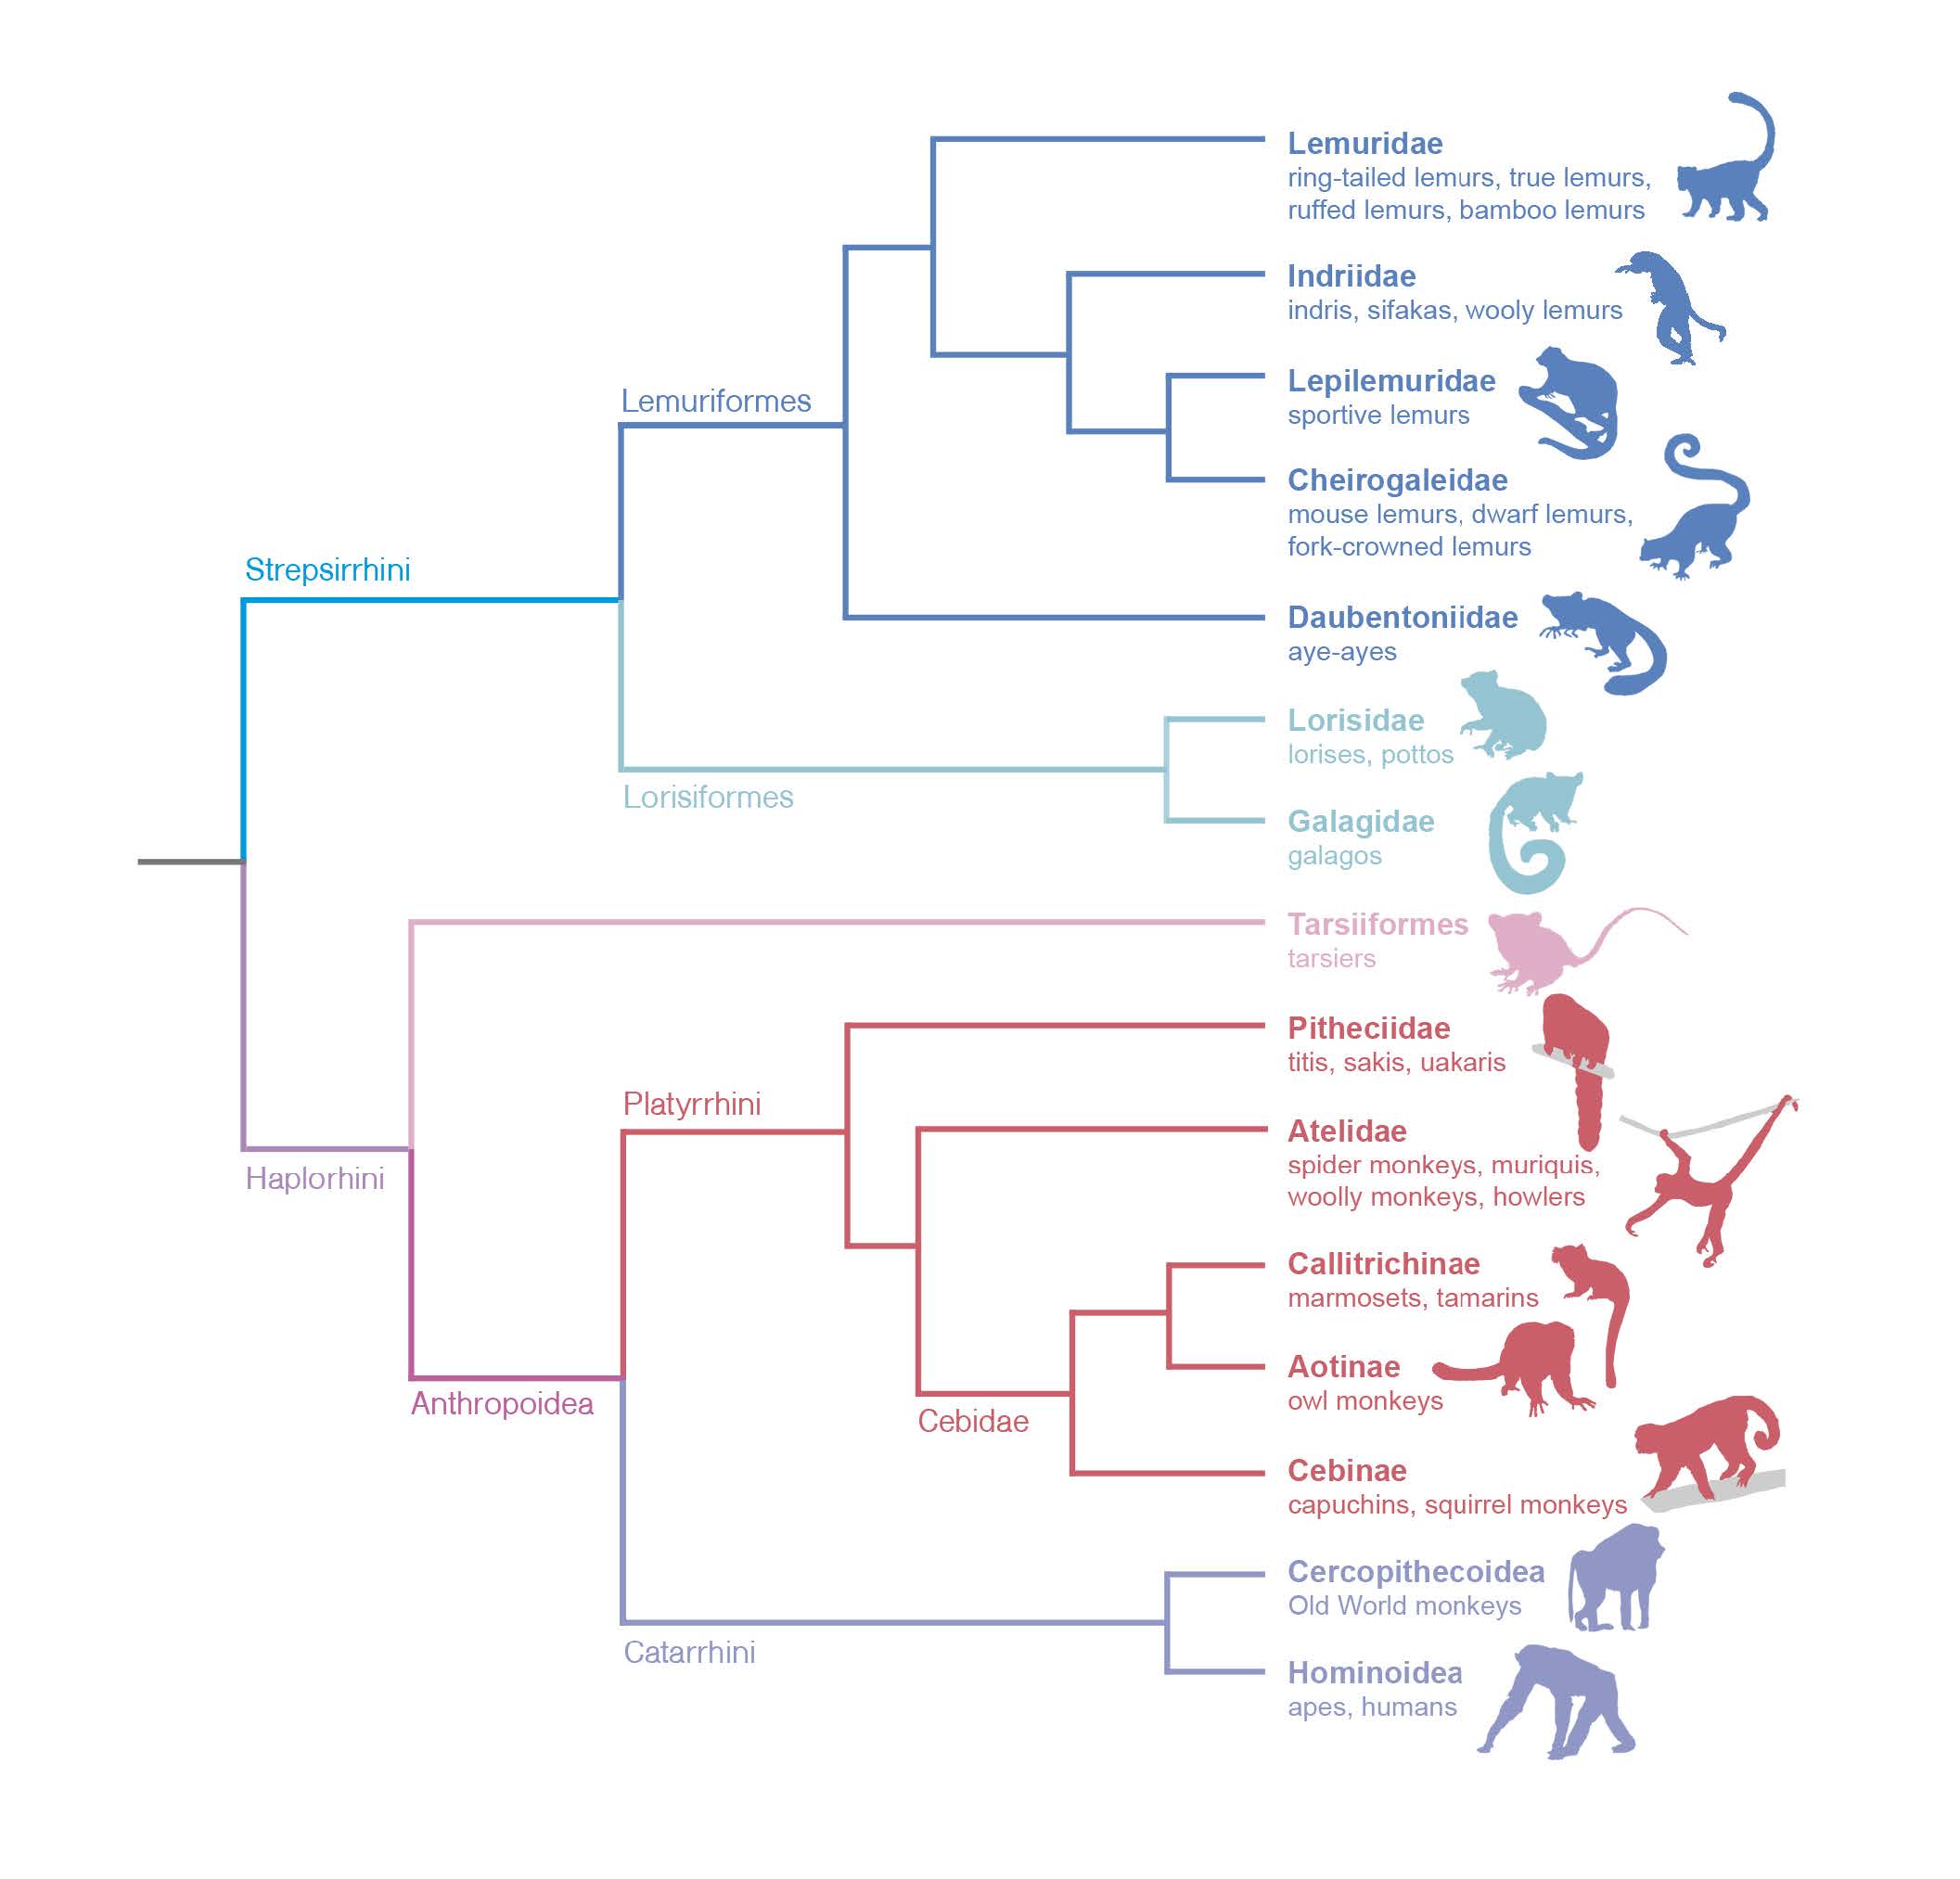 Lemuridae
ring-tailed lemurs, true lemurs,
ruffed lemurs, bamboo lemurs
Indriidae
indris, sifakas, wooly lemurs
Lepilemuridae
sportive lemurs
Lemuriformes
Cheirogaleidae
mouse lemurs, dwarf lemurs,
fork-crowned lemurs
Strepsirrhini
Daubentoniidae
aye-ayes
Lorisidae
lorises, pottos
Lorisiformes
Galagidae
galagos
Tarsiiformes
tarsiers
Pitheciidae
titis, sakis, uakaris
Platyrrhini
Atelidae
spider monkeys, muriquis,
woolly monkeys, howlers
Haplorhini
Callitrichinae
marmosets, tamarins
Aotinae
owl monkeys
Anthropoidea
Cebidae
Cebinae
capuchins, squirrel monkeys
Cercopithecoidea
Old World monkeys
Catarrhini
Hominoidea
apes, humans